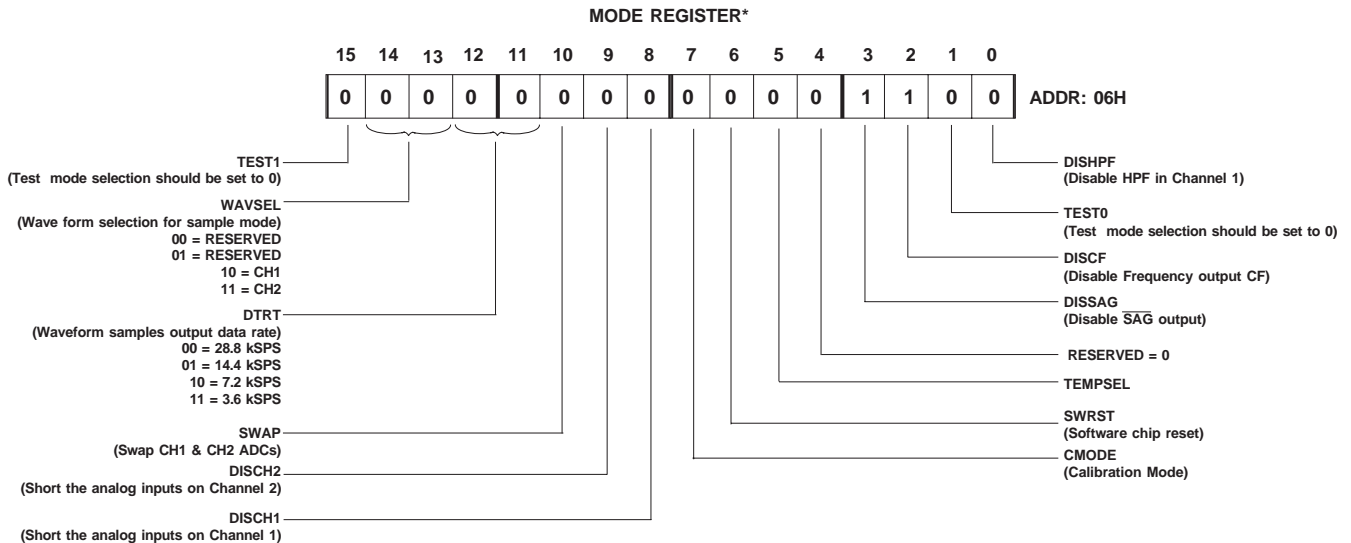 MODE REGISTER*
15 14 13 12 11 10 9 8 7 6 5 4 3 2 1 0
0 0 0 0 0 0 0 0 0 0 0 0 1 1 0 0 ADDR: 06H
TEST1
(Test mode selection should be set to 0)
WAVSEL
(Wave form selection for sample mode)
00 = RESERVED
01 = RESERVED
10 = CH1
11 = CH2
DTRT
(Waveform samples output data rate)
00 = 28.8 kSPS
01 = 14.4 kSPS
10 = 7.2 kSPS
11 = 3.6 kSPS
SWAP
(Swap CH1 & CH2 ADCs)
DISCH2
(Short the analog inputs on Channel 2)
DISCH1
(Short the analog inputs on Channel 1)
DISHPF
(Disable HPF in Channel 1)
TEST0
(Test mode selection should be set to 0)
DISCF
(Disable Frequency output CF)
DISSAG
(Disable SAG output)
RESERVED = 0
TEMPSEL
SWRST
(Software chip reset)
CMODE
(Calibration Mode)